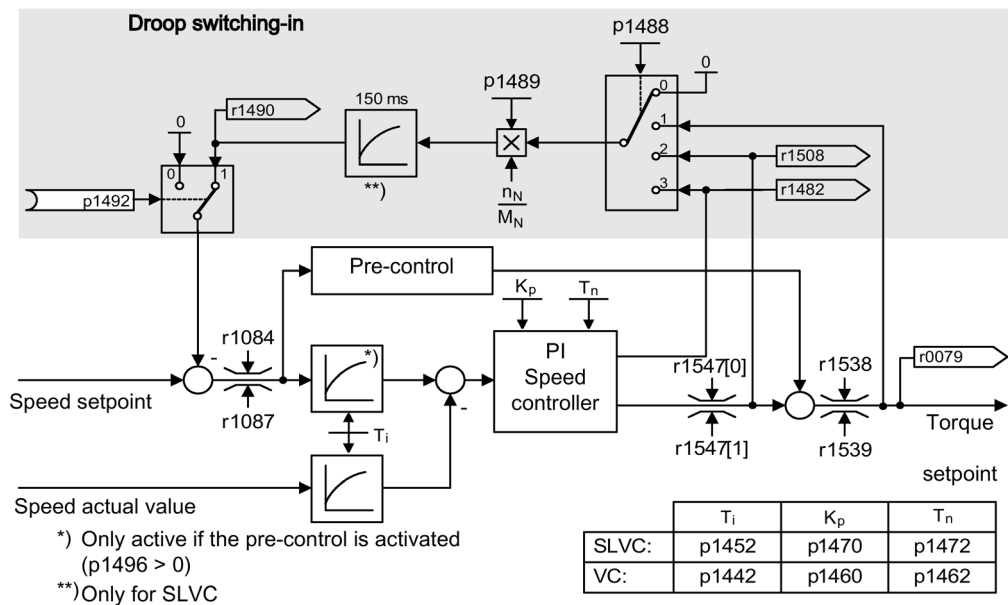 Droop switching-in
p1488
0
p1489
0
150 ms
r1490
1
0
2
r1508
0
1
3
r1482
**)
n_N
M_N
p1492
Pre-control
K_p
T_n
-
r1084
*)
PI
Speed
controller
r1547[0]
r1538
r0079
Speed setpoint
r1087
-
T_i
r1547[1]
r1539
Torque
setpoint
Speed actual value
*) Only active if the pre-control is activated
(p1496 > 0)
**) Only for SLVC
T_i K_p T_n
SLVC: p1452 p1470 p1472
VC: p1442 p1460 p1462